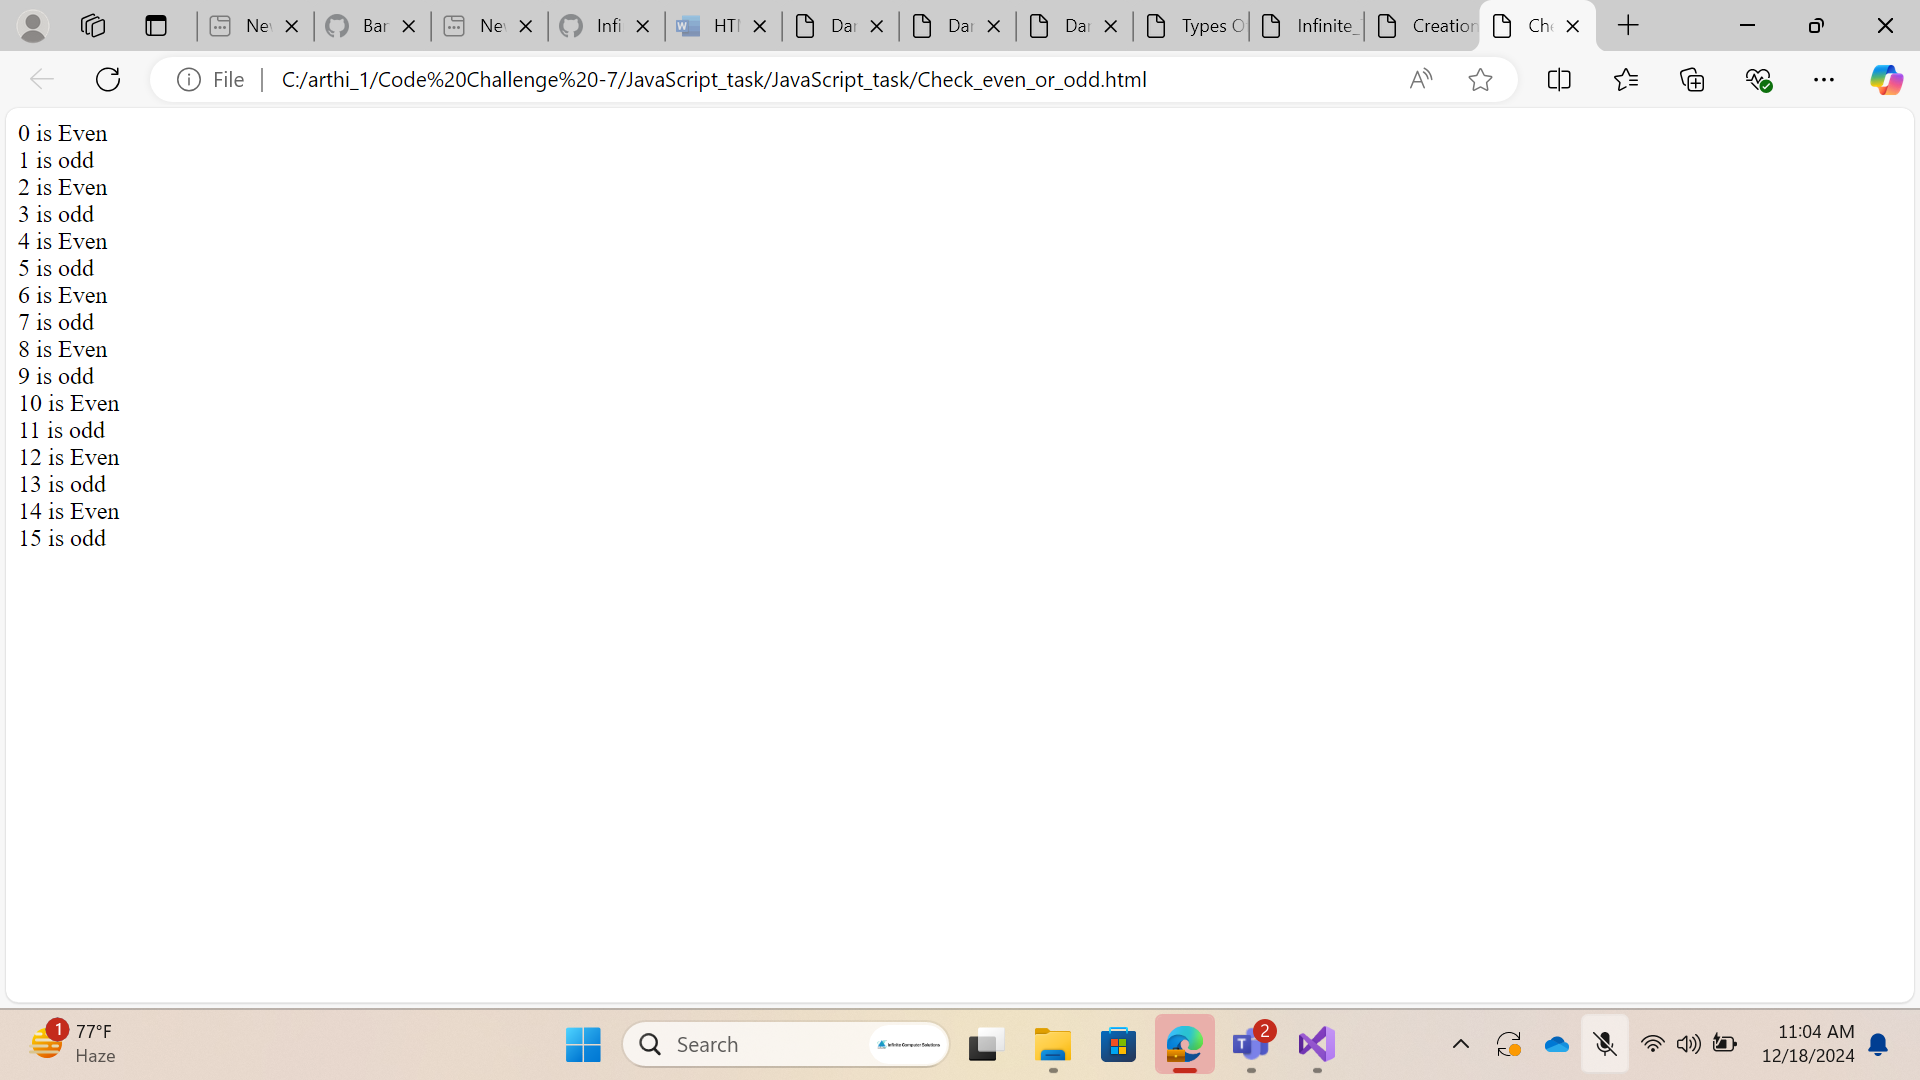 Nev
Bar
Nev
Infi
HTM
Dar
Dar
Dar
Types O
Infinite_
Creation
Che
File
C:/arthi_1/Code%20Challenge%20-7/JavaScript_task/JavaScript_task/Check_even_or_odd.html
0 is Even
1 is odd
2 is Even
3 is odd
4 is Even
5 is odd
6 is Even
7 is odd
8 is Even
9 is odd
10 is Even
11 is odd
12 is Even
13 is odd
14 is Even
15 is odd
1
77°F
Haze
Search
Infinite Computer Solutions
2
11:04 AM
12/18/2024